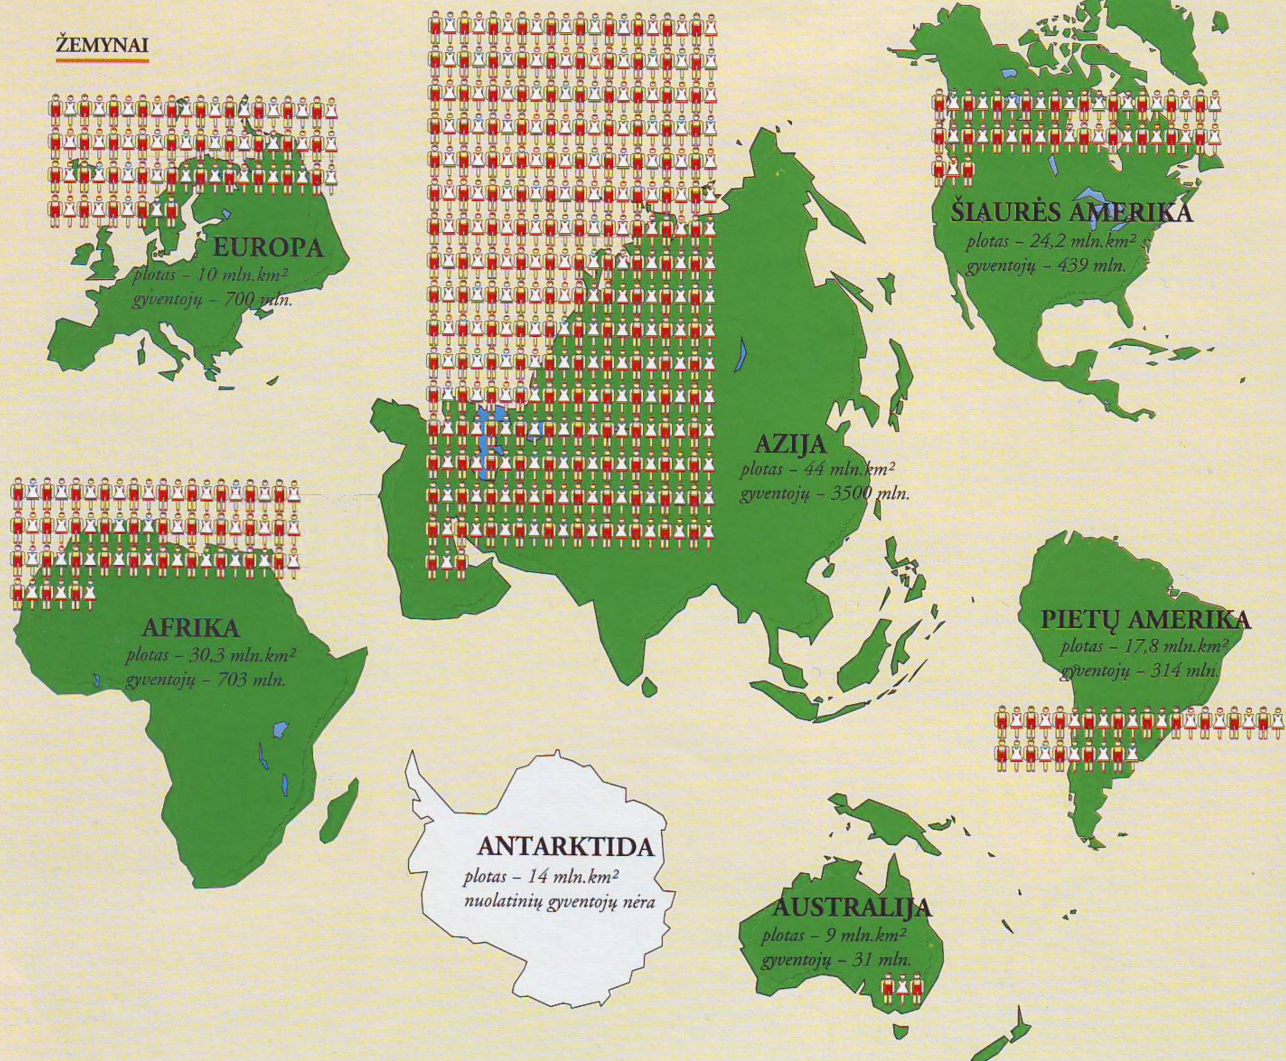 ŽEMYNAI
EUROPA
plotas – 10 mln.km²
gyventojų – 700 mln.
AZIJA
plotas – 44 mln.km²
gyventojų – 3500 mln.
ŠIAURĖS AMERIKA
plotas – 24,2 mln.km²
gyventojų – 439 mln.
AFRIKA
plotas – 30,3 mln.km²
gyventojų – 703 mln.
PIETŲ AMERIKA
plotas – 17,8 mln.km²
gyventojų – 314 mln.
ANTARKTIDA
plotas – 14 mln.km²
nuolatinių gyventojų nėra
AUSTRALIJA
plotas – 9 mln.km²
gyventojų – 31 mln.